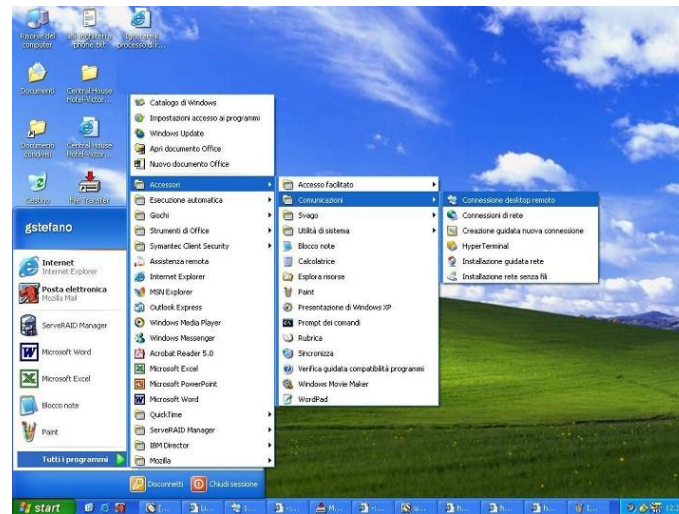 Risorse del
computer
phone.txt
Documenti
Central House
Hotel-Victor...
Documenti
condivisi
Central House
Hotel-Victor...
Cestino
File Transfer
gstefano
Internet
Internet Explorer
Posta elettronica
Mozilla Mail
ServeRAID Manager
Microsoft Word
Microsoft Excel
Blocco note
Paint
Tutti i programmi
Catalogo di Windows
Impostazioni accesso ai programmi
Windows Update
Apri documento Office
Nuovo documento Office
Accessori
Esecuzione automatica
Giochi
Strumenti di Office
Symantec Client Security
Assistenza remota
Internet Explorer
MSN Explorer
Outlook Express
Windows Media Player
Windows Messenger
Acrobat Reader 5.0
Microsoft Excel
Microsoft PowerPoint
Microsoft Word
QuickTime
ServeRAID Manager
IBM Director
Mozilla
Accesso facilitato
Comunicazioni
Svago
Utilità di sistema
Blocco note
Calcolatrice
Esplora risorse
Paint
Presentazione di Windows XP
Prompt dei comandi
Rubrica
Sincronizza
Verifica guidata compatibilità programmi
Windows Movie Maker
WordPad
Connessione desktop remoto
Connessioni di rete
Creazione guidata nuova connessione
HyperTerminal
Installazione guidata rete
Installazione rete senza fili
Disconnetti
Chiudi sessione
start